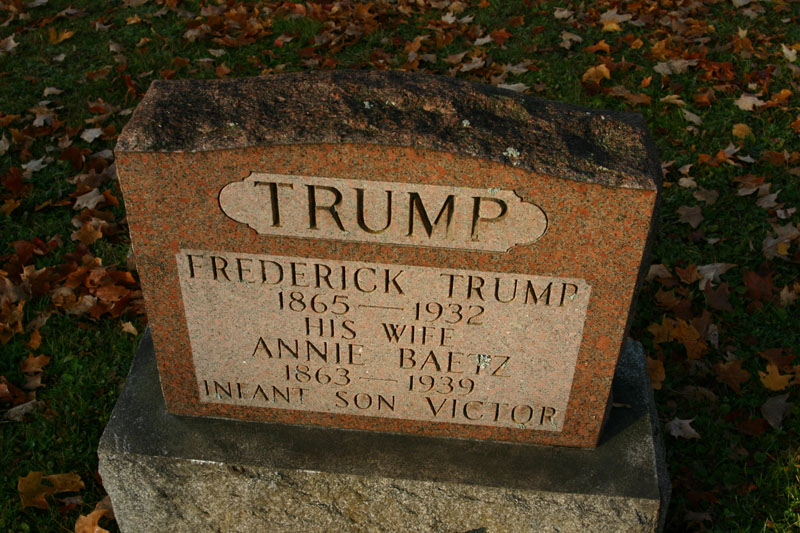 TRUMP
FREDERICK TRUMP
1865 — 1932
HIS WIFE
ANNIE BAETZ
1863 — 1939
INFANT SON VICTOR